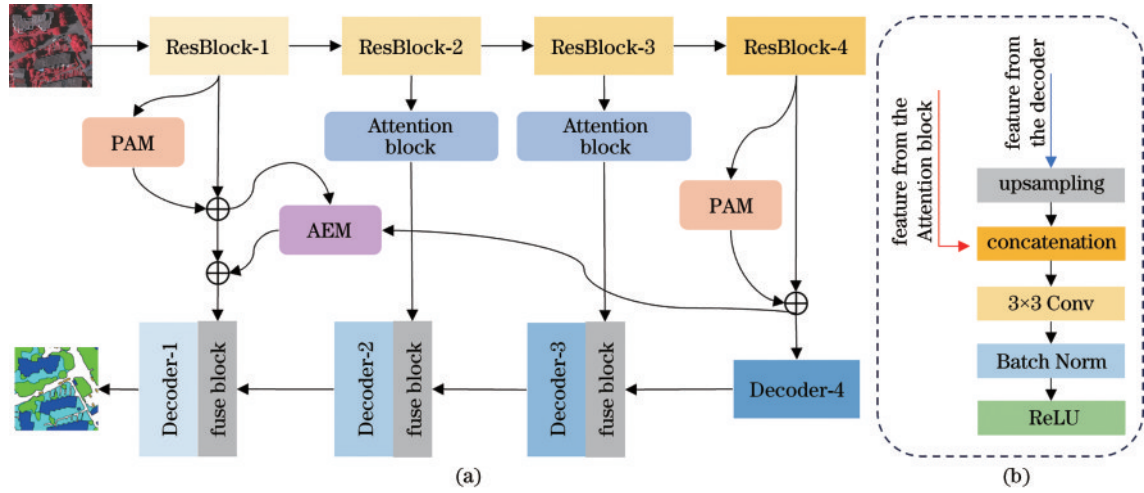 ResBlock-1
ResBlock-2
ResBlock-3
ResBlock-4
PAM
Attention
block
Attention
block
PAM
AEM
Decoder-1
fuse block
Decoder-2
fuse block
Decoder-3
fuse block
Decoder-4
(a)
feature from the
Attention block
feature from
the decoder
upsampling
concatenation
3×3 Conv
Batch Norm
ReLU
(b)